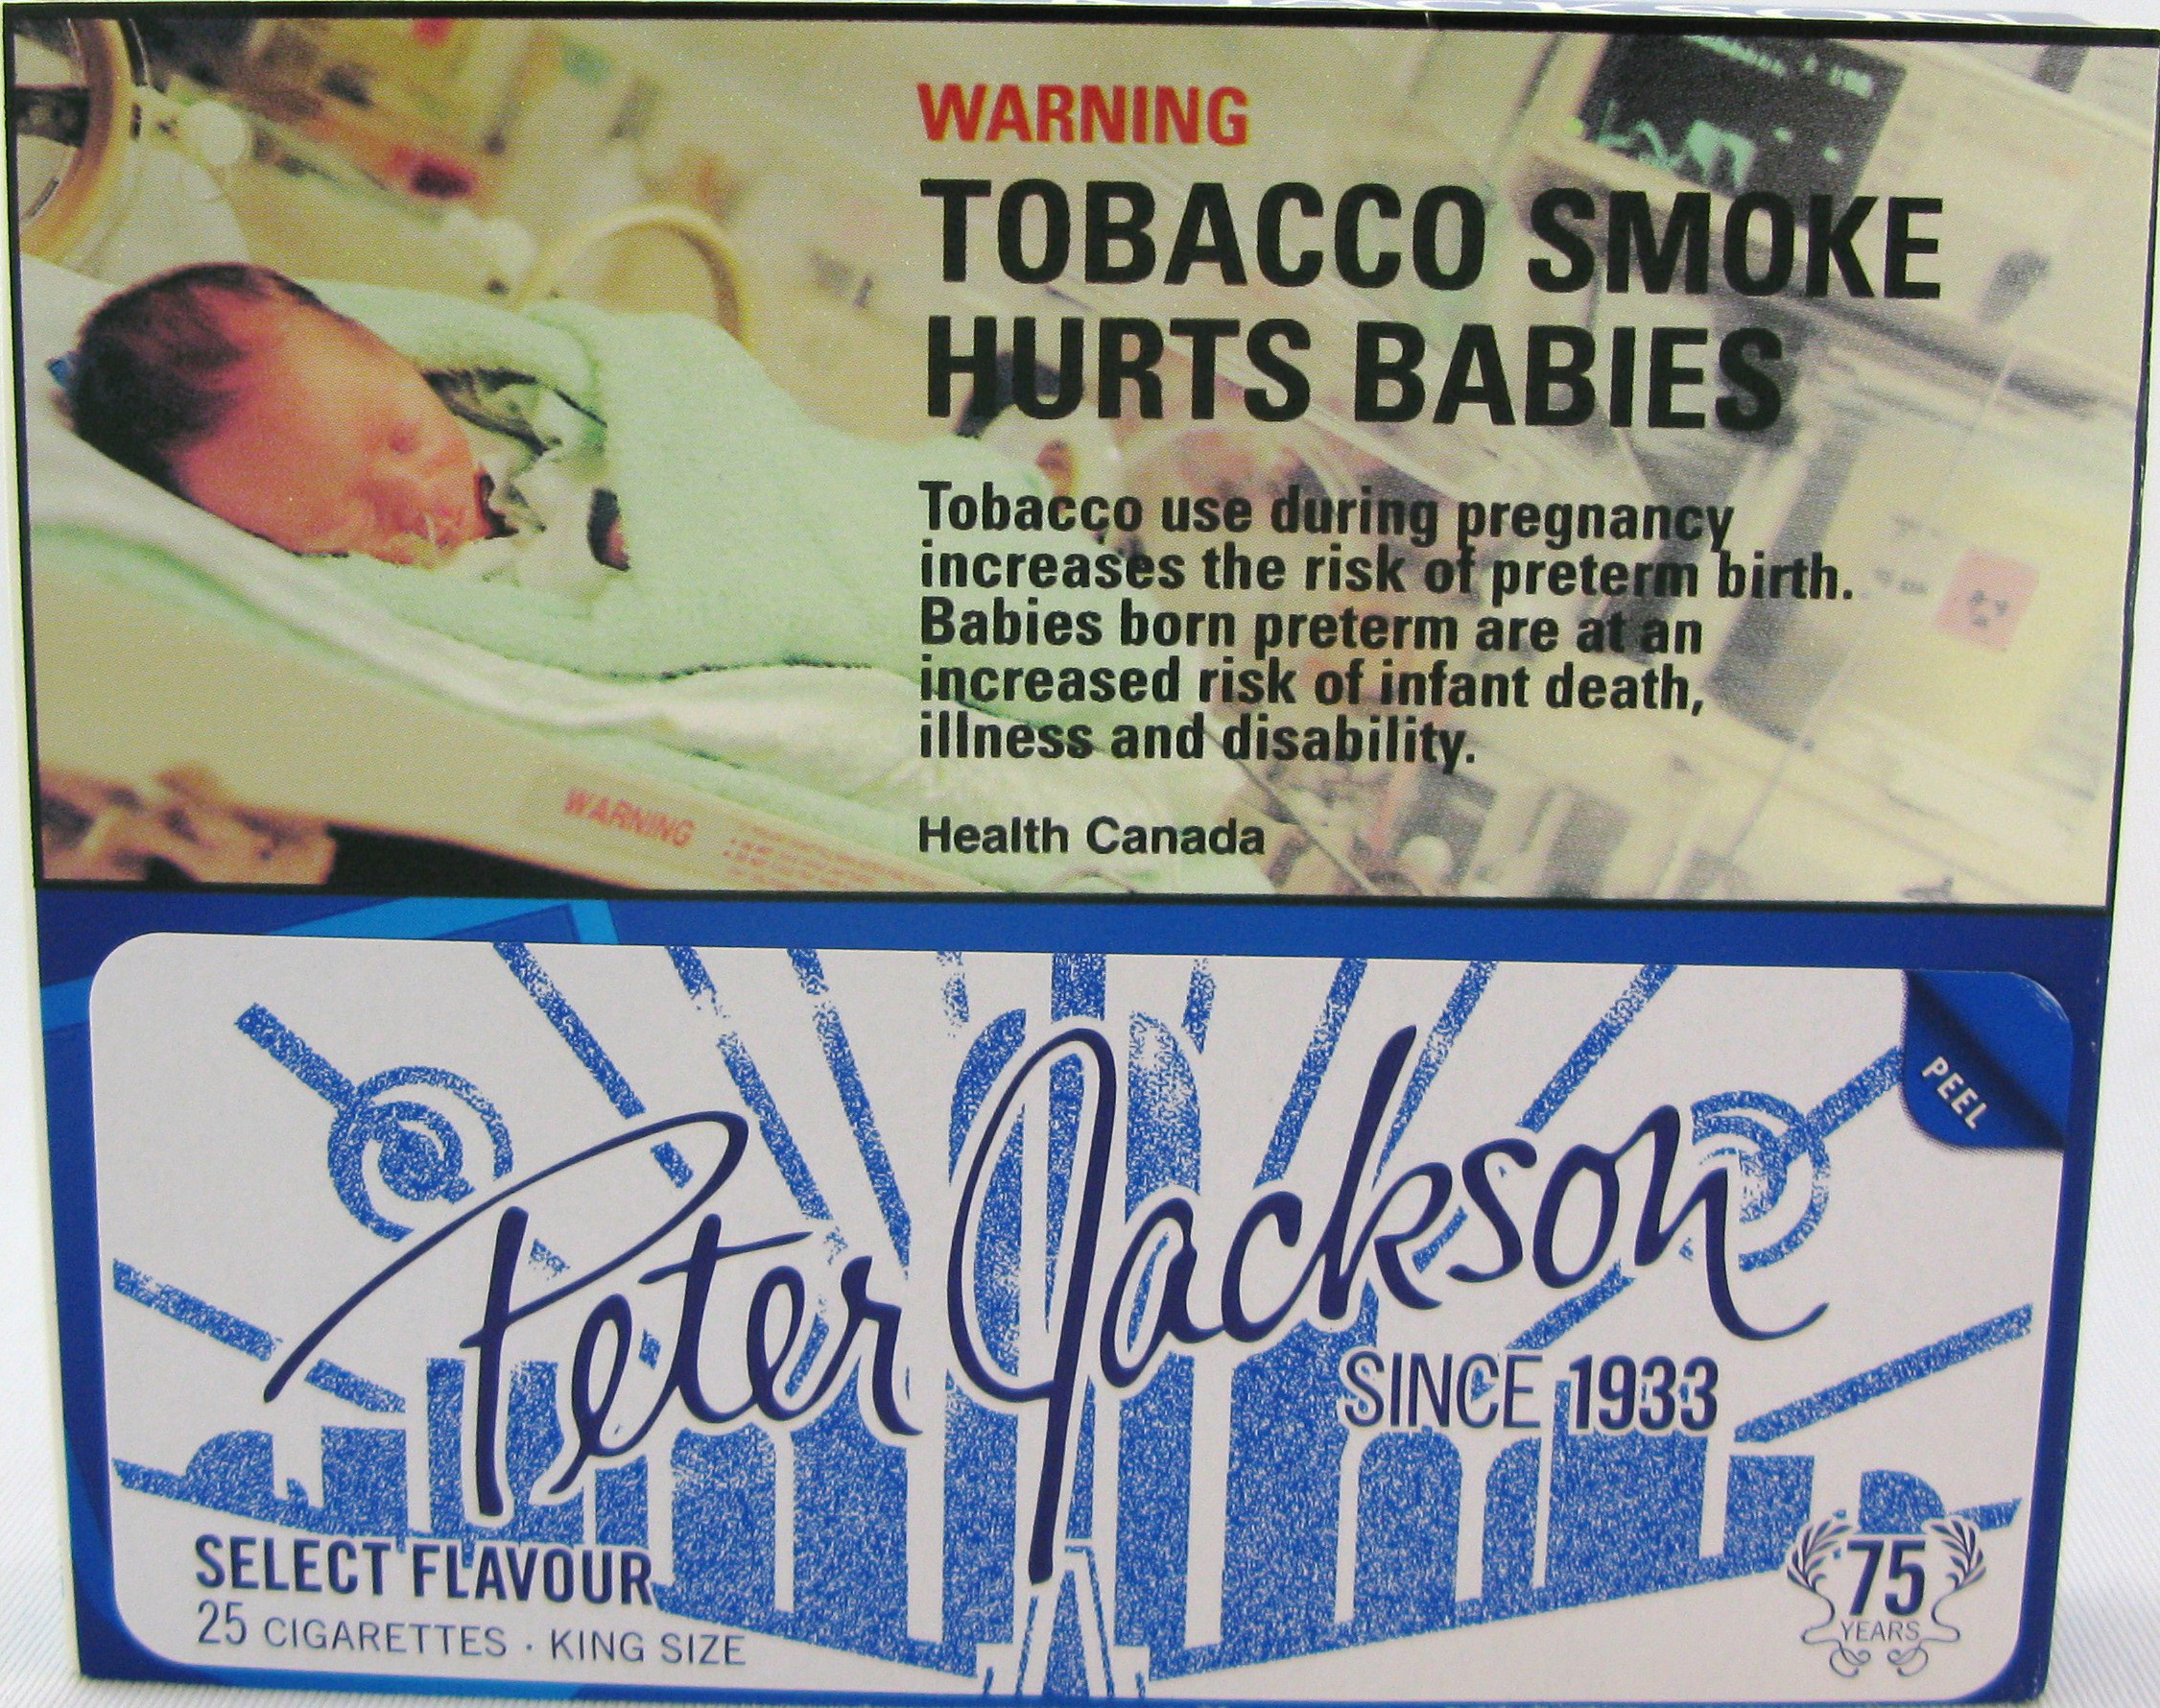 WARNING
TOBACCO SMOKE
HURTS BABIES
Tobacco use during pregnancy
increases the risk of preterm birth.
Babies born preterm are at an
increased risk of infant death,
illness and disability.
Health Canada
WARNING
PEEL
Peter Jackson
SINCE 1933
SELECT FLAVOUR
25 CIGARETTES · KING SIZE
75
YEARS